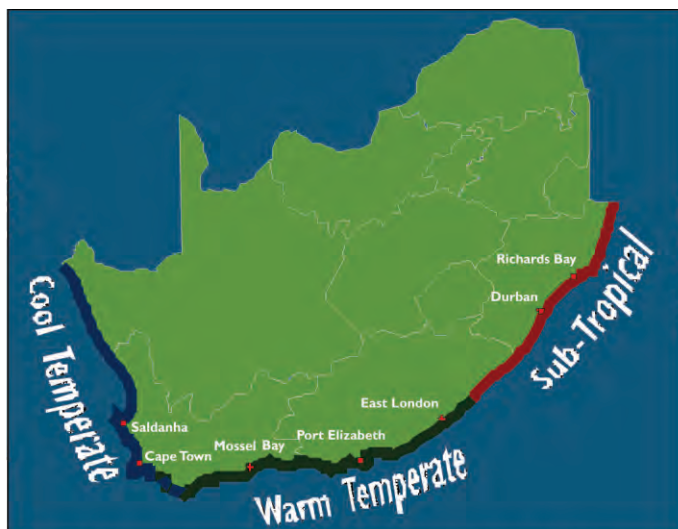 Richards Bay
Durban
Sub-Tropical
East London
Port Elizabeth
Mossel Bay
Warm Temperate
Cape Town
Saldanha
Cool Temperate